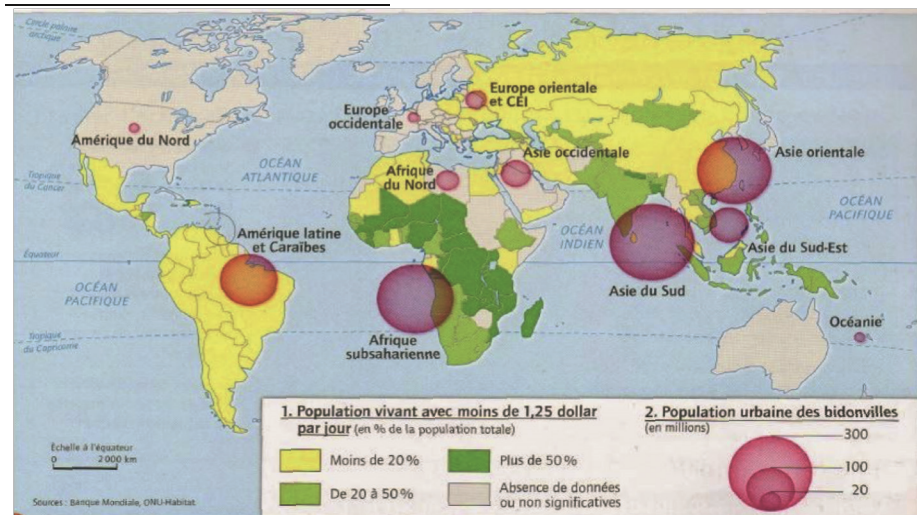 Cercle polaire
arctique
Europe orientale
et CÉI
Europe
occidentale
Amérique du Nord
Asie occidentale
Asie orientale
OCÉAN
ATLANTIQUE
Afrique
du Nord
Tropique
du Cancer
OCÉAN
PACIFIQUE
Amérique latine
et Caraïbes
OCÉAN
INDIEN
Asie du Sud-Est
Équateur
OCÉAN
PACIFIQUE
Asie du Sud
Afrique
subsaharienne
Océanie
Tropique
du Capricorne
1. Population vivant avec moins de 1,25 dollar
par jour (en % de la population totale)
Moins de 20 %
Plus de 50 %
De 20 à 50 %
Absence de données
ou non significatives
2. Population urbaine des bidonvilles
(en millions)
300
100
20
Échelle à l'équateur
0 2 000 km
Sources : Banque Mondiale, ONU-Habitat